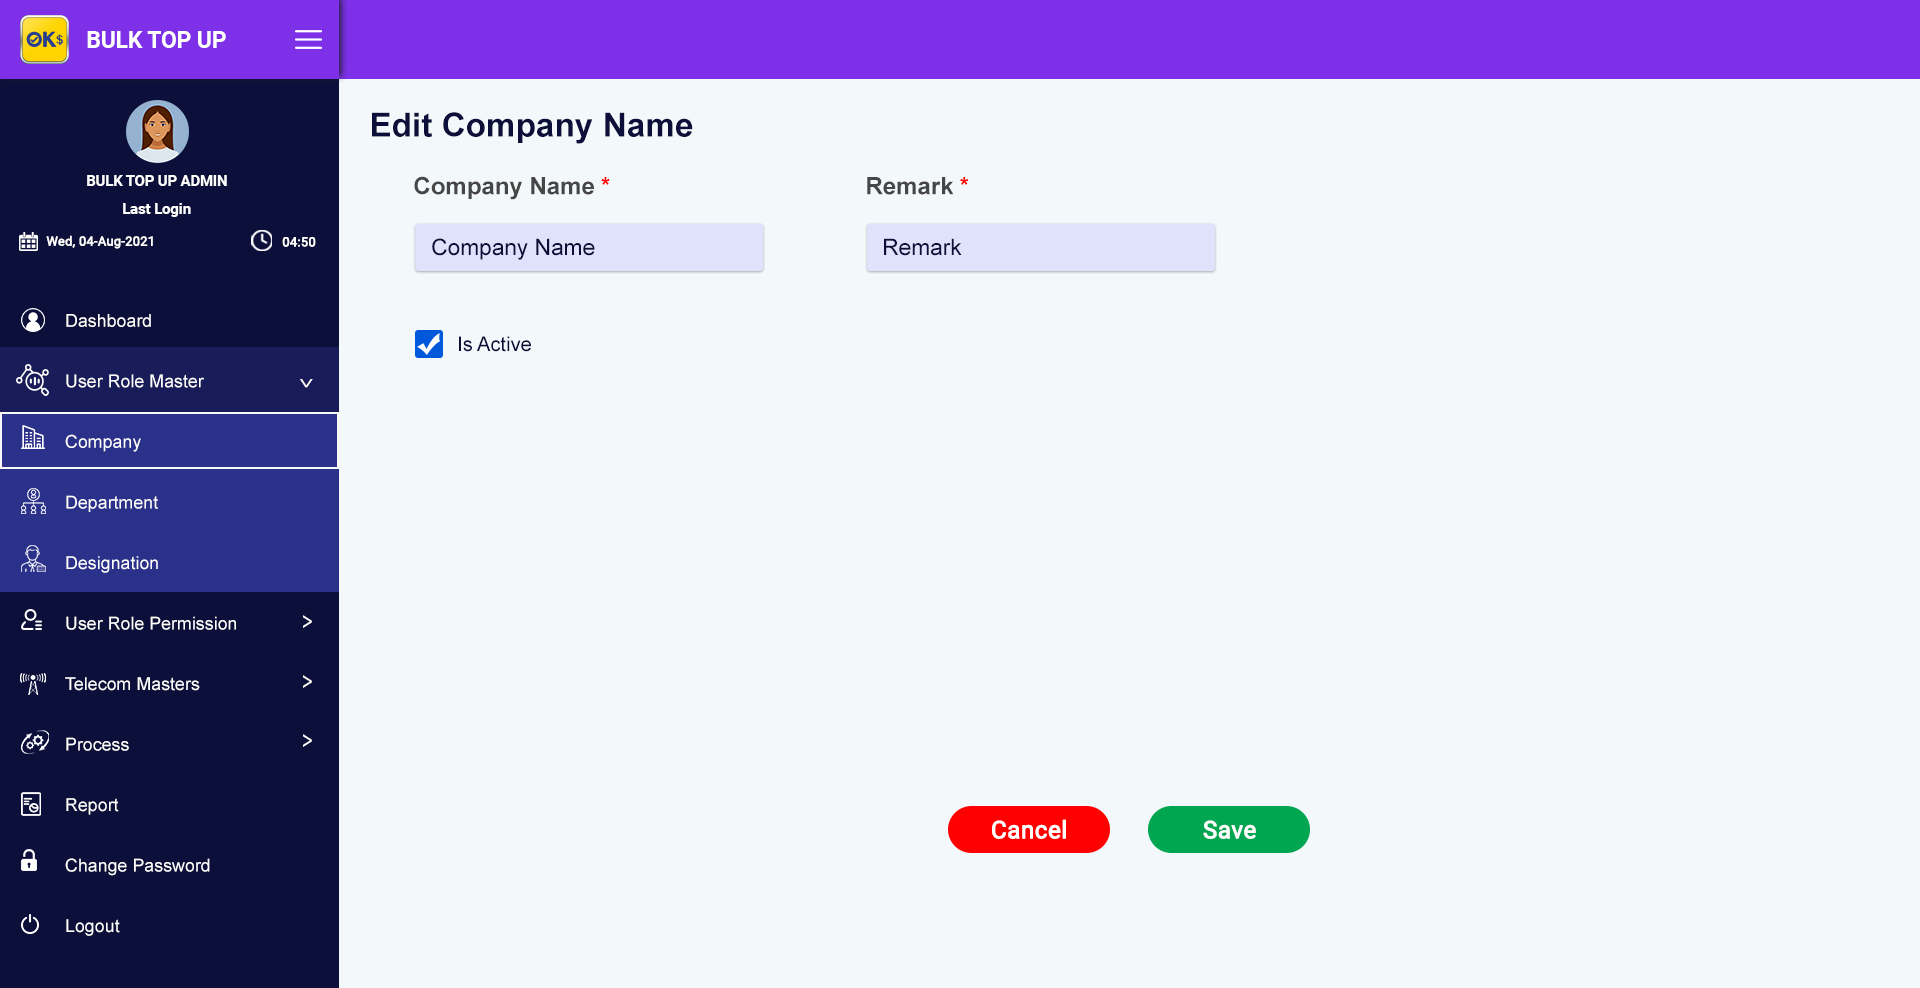 OK$ BULK TOP UP
BULK TOP UP ADMIN
Last Login
Wed, 04-Aug-2021 04:50
Dashboard
User Role Master
Company
Department
Designation
User Role Permission >
Telecom Masters >
Process >
Report
Change Password
Logout
Edit Company Name
Company Name * Remark *
Company Name Remark
Is Active
Cancel Save